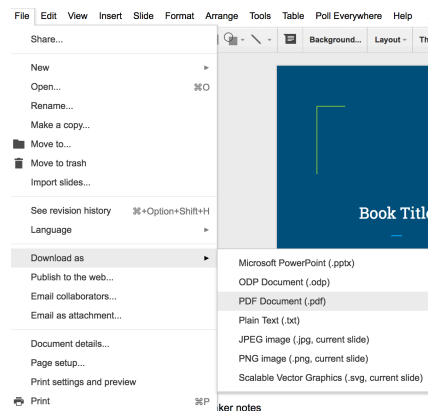 File Edit View Insert Slide Format Arrange Tools Table Poll Everywhere Help
Share...
Background... Layout
New
Open... ⌘O
Rename...
Make a copy...
Move to...
Move to trash
Import slides...
See revision history ⌘+Option+Shift+H
Language
Book
Download as
Publish to the web...
Email collaborators...
Email as attachment...
Microsoft PowerPoint (.pptx)
ODP Document (.odp)
PDF Document (.pdf)
Plain Text (.txt)
JPEG image (.jpg, current slide)
PNG image (.png, current slide)
Scalable Vector Graphics (.svg, current slide)
Document details...
Page setup...
Print settings and preview
Print ⌘P
notes